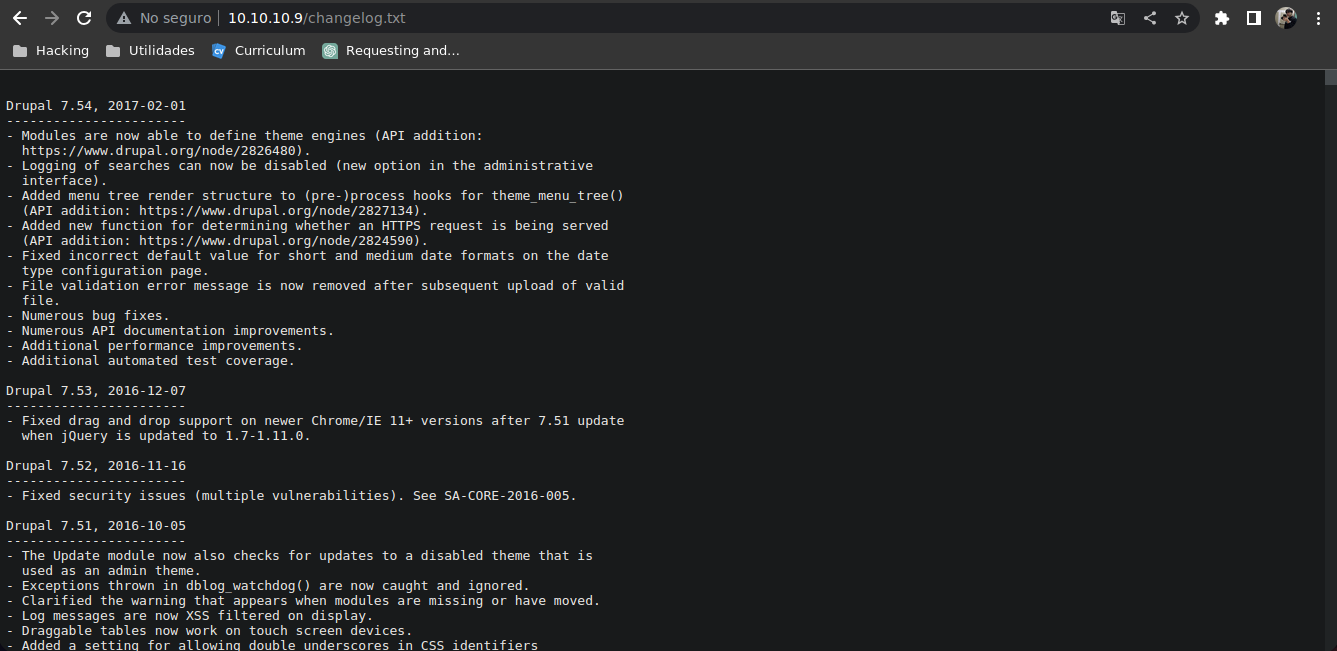 No seguro
10.10.10.9/changelog.txt
Hacking
Utilidades
CV
Curriculum
Requesting and…
Drupal 7.54, 2017-02-01
-----------------------
- Modules are now able to define theme engines (API addition:
  https://www.drupal.org/node/2826480).
- Logging of searches can now be disabled (new option in the administrative
  interface).
- Added menu tree render structure to (pre-)process hooks for theme_menu_tree()
  (API addition: https://www.drupal.org/node/2827134).
- Added new function for determining whether an HTTPS request is being served
  (API addition: https://www.drupal.org/node/2824590).
- Fixed incorrect default value for short and medium date formats on the date
  type configuration page.
- File validation error message is now removed after subsequent upload of valid
  file.
- Numerous bug fixes.
- Numerous API documentation improvements.
- Additional performance improvements.
- Additional automated test coverage.
Drupal 7.53, 2016-12-07
-----------------------
- Fixed drag and drop support on newer Chrome/IE 11+ versions after 7.51 update
  when jQuery is updated to 1.7-1.11.0.
Drupal 7.52, 2016-11-16
-----------------------
- Fixed security issues (multiple vulnerabilities). See SA-CORE-2016-005.
Drupal 7.51, 2016-10-05
-----------------------
- The Update module now also checks for updates to a disabled theme that is
  used as an admin theme.
- Exceptions thrown in dblog_watchdog() are now caught and ignored.
- Clarified the warning that appears when modules are missing or have moved.
- Log messages are now XSS filtered on display.
- Draggable tables now work on touch screen devices.
- Added a setting for allowing double underscores in CSS identifiers